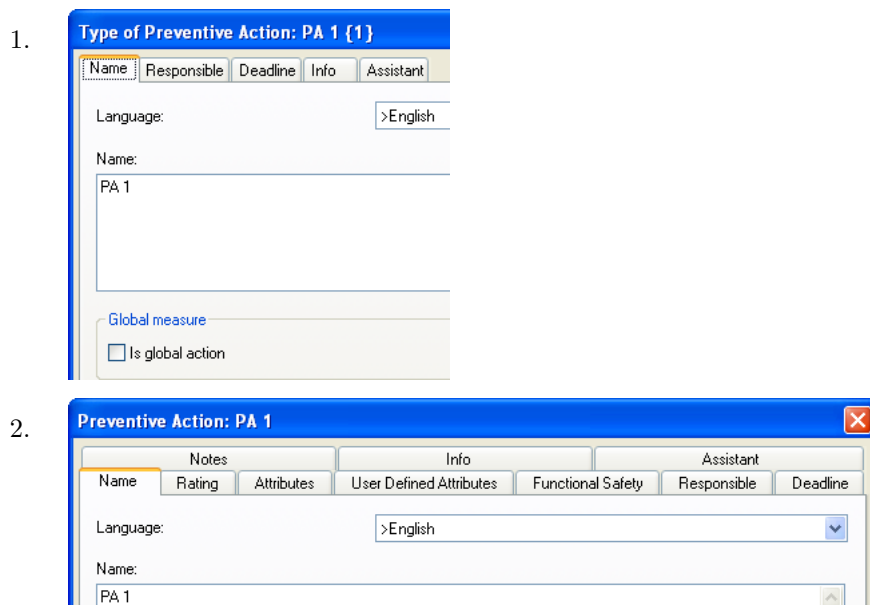 1.
Type of Preventive Action: PA 1 {1}
Name Responsible Deadline Info Assistant
Language: >English
Name:
PA 1
Global measure
Is global action
2.
Preventive Action: PA 1
Notes Info Assistant
Name Rating Attributes User Defined Attributes Functional Safety Responsible Deadline
Language: >English
Name:
PA 1